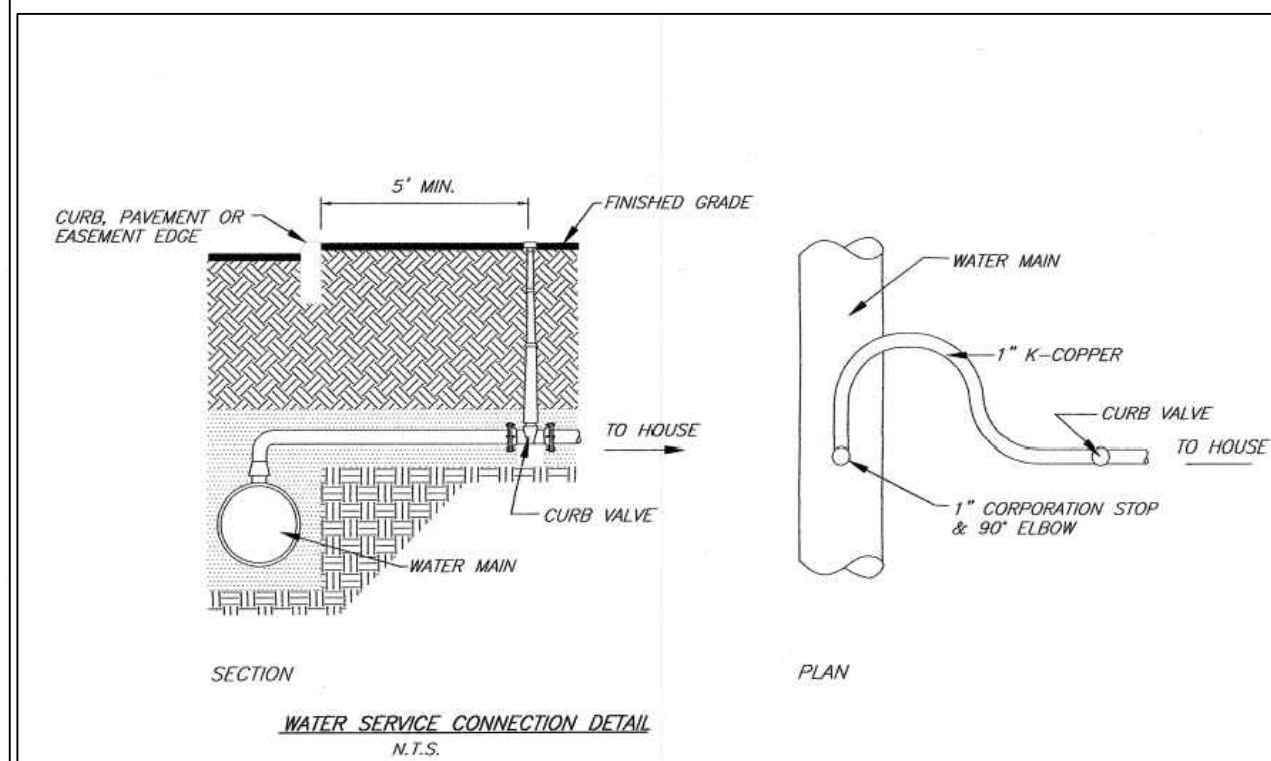 5' MIN.
CURB, PAVEMENT OR
EASEMENT EDGE
FINISHED GRADE
TO HOUSE
CURB VALVE
WATER MAIN
SECTION
WATER MAIN
1" K-COPPER
CURB VALVE
TO HOUSE
1" CORPORATION STOP
& 90° ELBOW
PLAN
WATER SERVICE CONNECTION DETAIL
N.T.S.